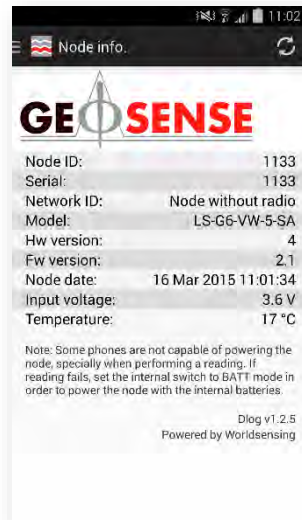 11:02
Node info.
GEOSENSE
Node ID: 1133
Serial: 1133
Network ID: Node without radio
Model: LS-G6-VW-5-SA
Hw version: 4
Fw version: 2.1
Node date: 16 Mar 2015 11:01:34
Input voltage: 3.6 V
Temperature: 17 °C
Note: Some phones are not capable of powering the
node, specially when performing a reading. If
reading fails, set the internal switch to BATT mode in
order to power the node with the internal batteries.
Dlog v1.2.5
Powered by Worldsensing